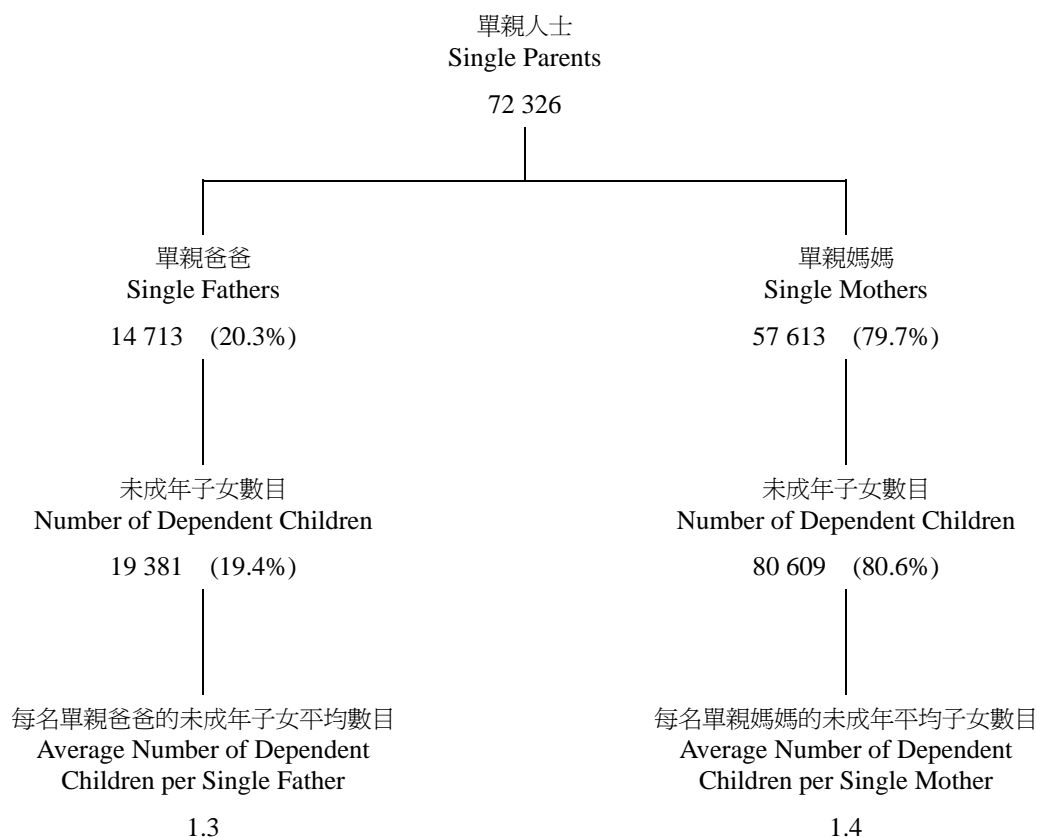 單親人士
Single Parents
72 326
單親爸爸
Single Fathers
14 713 (20.3%)
單親媽媽
Single Mothers
57 613 (79.7%)
未成年子女數目
Number of Dependent Children
19 381 (19.4%)
未成年子女數目
Number of Dependent Children
80 609 (80.6%)
每名單親爸爸的未成年子女平均數目
Average Number of Dependent
Children per Single Father
1.3
每名單親媽媽的未成年平均子女數目
Average Number of Dependent
Children per Single Mother
1.4